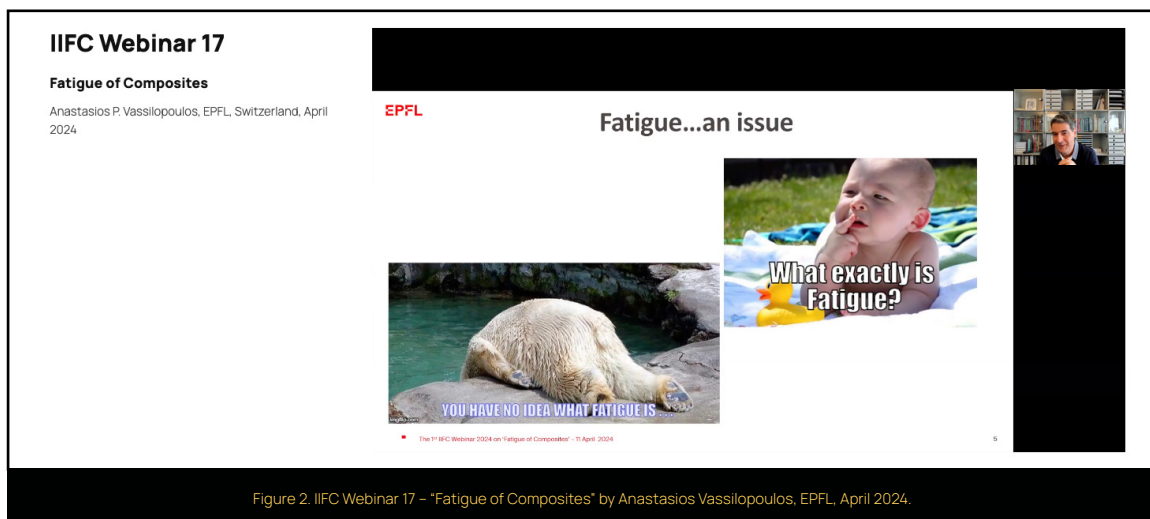 IIFC Webinar 17
Fatigue of Composites
Anastasios P. Vassilopoulos, EPFL, Switzerland, April
2024
EPFL
Fatigue...an issue
What exactly is
Fatigue?
YOU HAVE NO IDEA WHAT FATIGUE IS ...
imgflip.com
The 1st IIFC Webinar 2024 on 'Fatigue of Composites' - 11 April 2024
5
Figure 2. IIFC Webinar 17 – “Fatigue of Composites” by Anastasios Vassilopoulos, EPFL, April 2024.